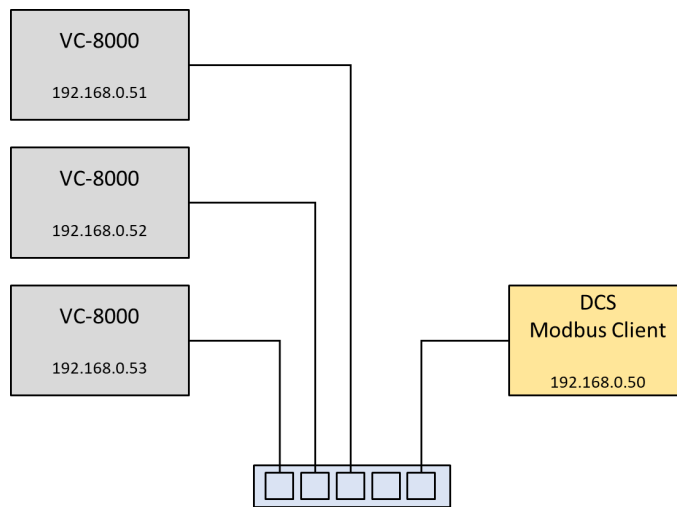 VC-8000
192.168.0.51
VC-8000
192.168.0.52
VC-8000
192.168.0.53
DCS
Modbus Client
192.168.0.50